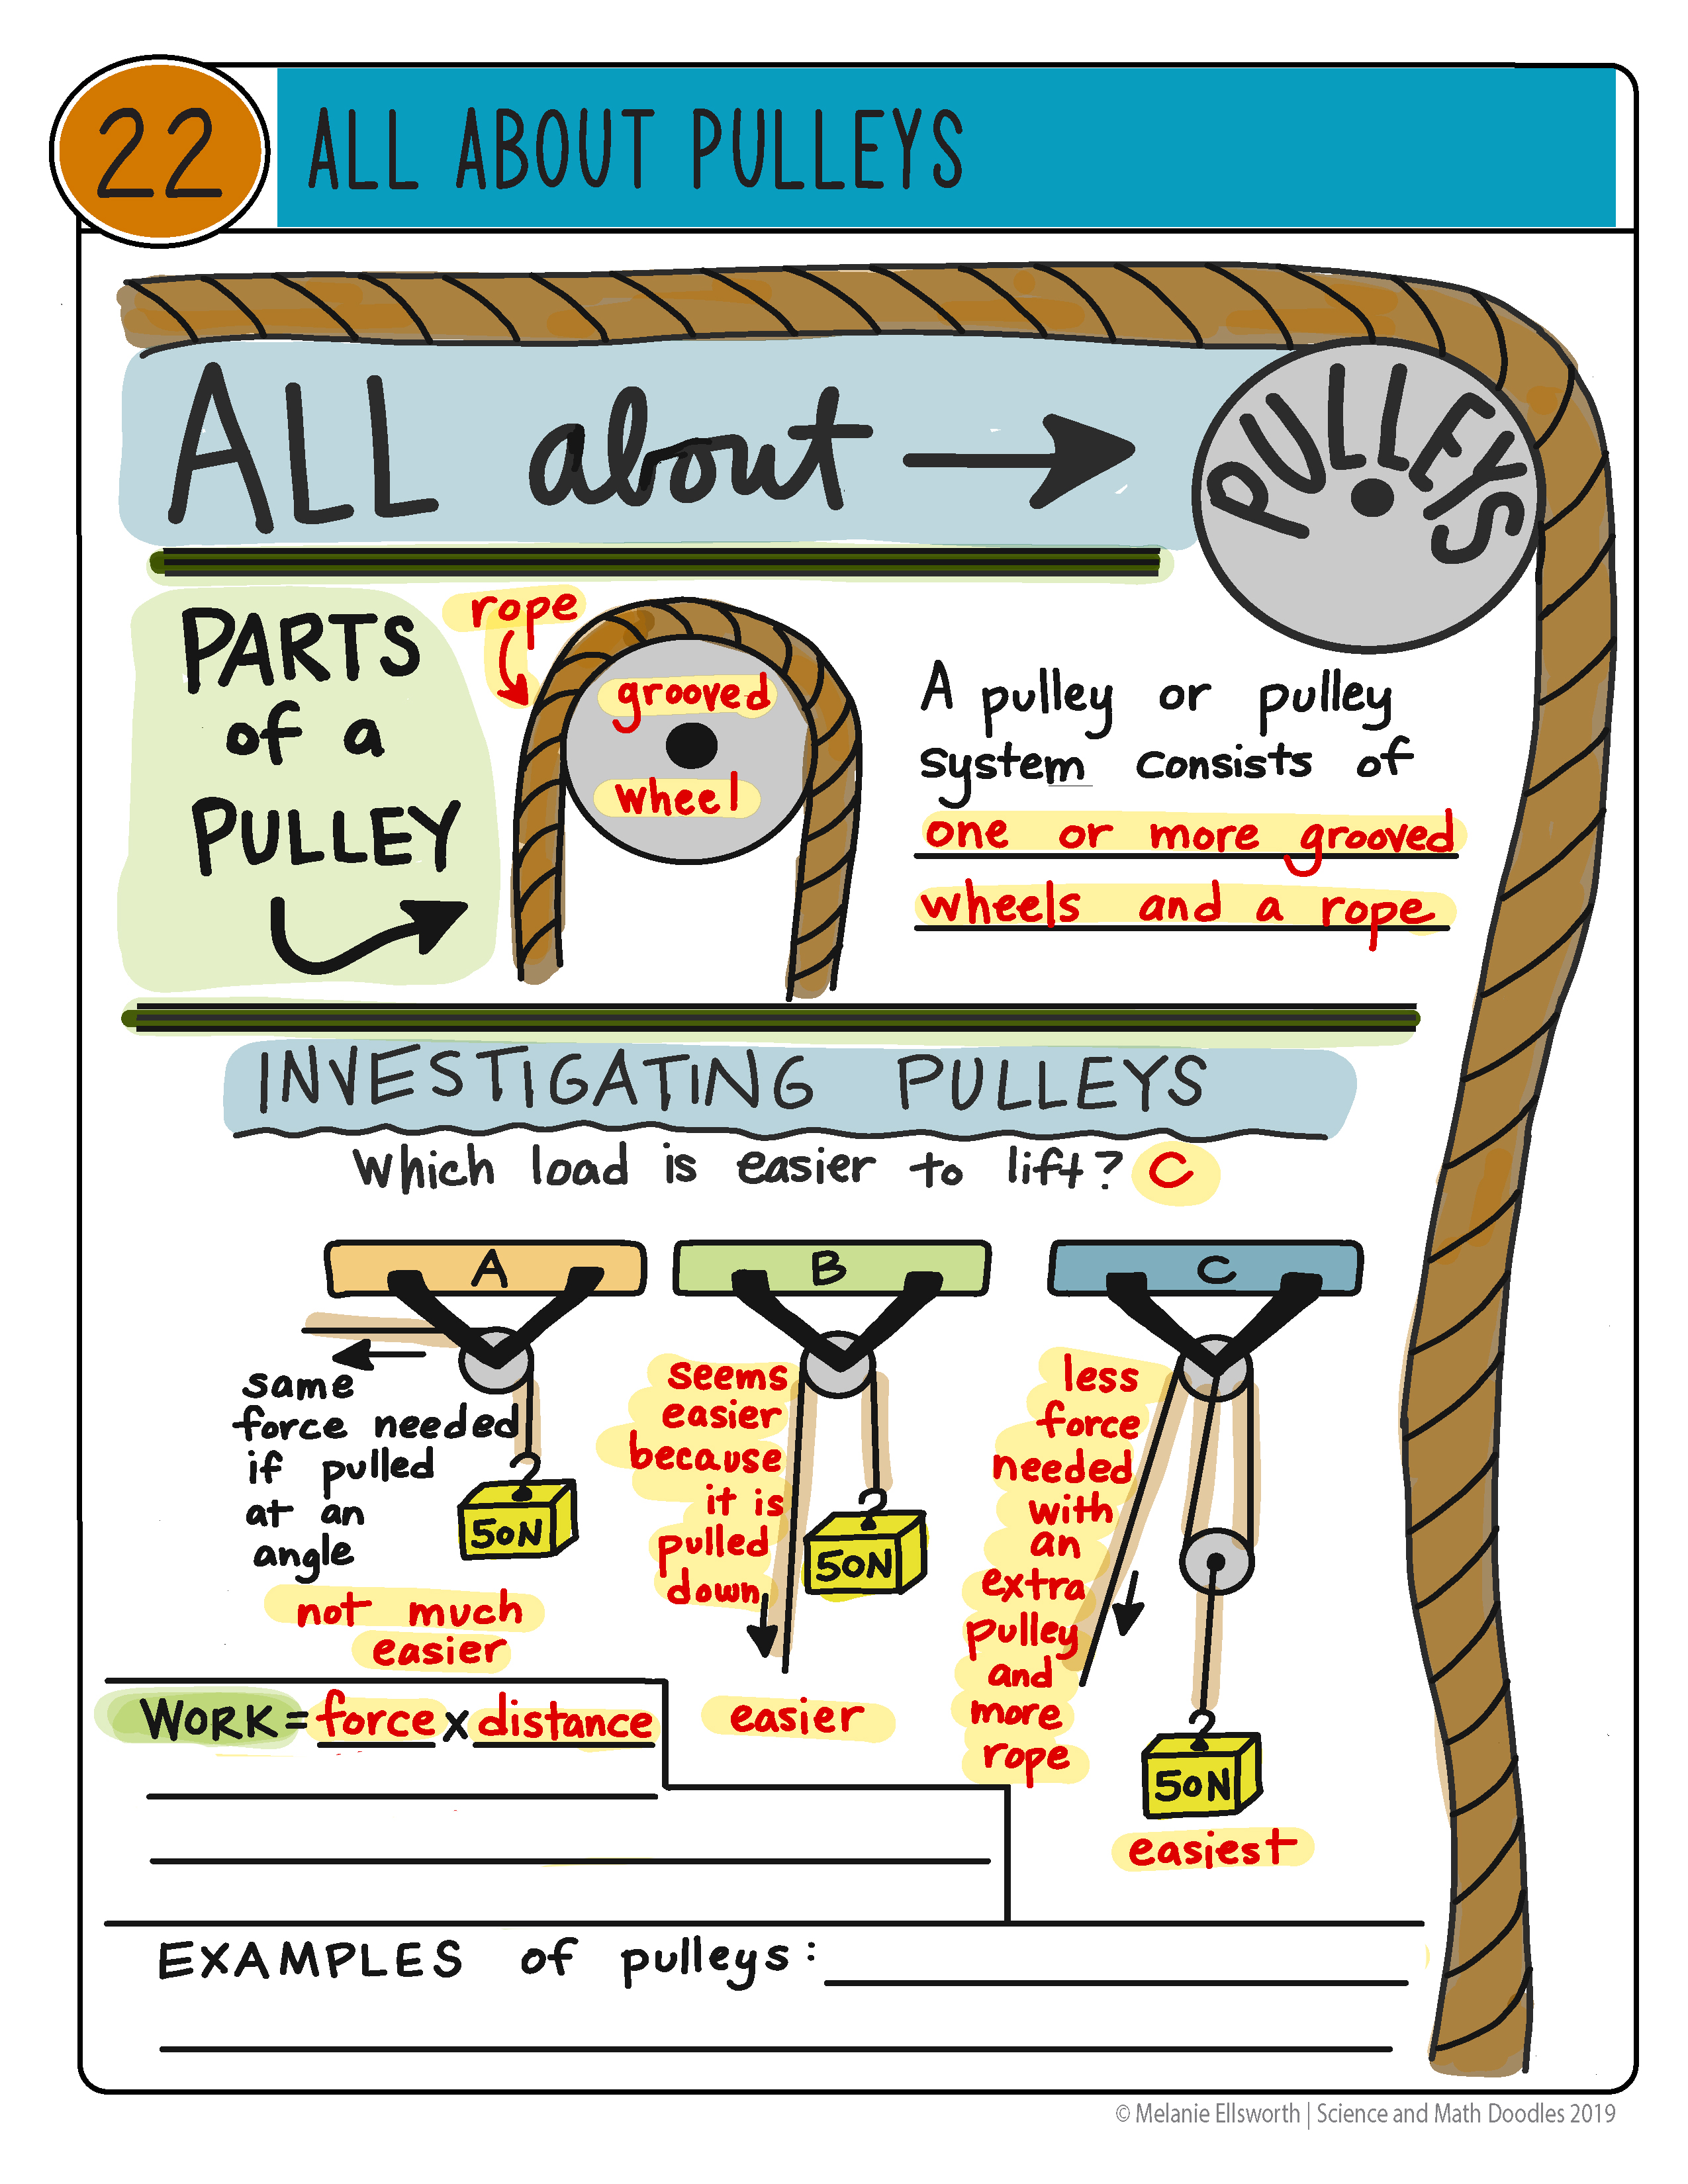 22
ALL ABOUT PULLEYS
ALL about
PULLEYS
PARTS
of a
PULLEY
rope
grooved
wheel
A pulley or pulley
system consists of
one or more grooved
wheels and a rope
INVESTIGATING PULLEYS
Which load is easier to lift? C
A
same
force needed
if pulled
at an
angle
50N
not much
easier
B
seems
easier
because
it is
pulled
down
50N
easier
C
less
force
needed
with
an
extra
pulley
and
more
rope
50N
easiest
WORK = force x distance
EXAMPLES of pulleys:
© Melanie Ellsworth | Science and Math Doodles 2019